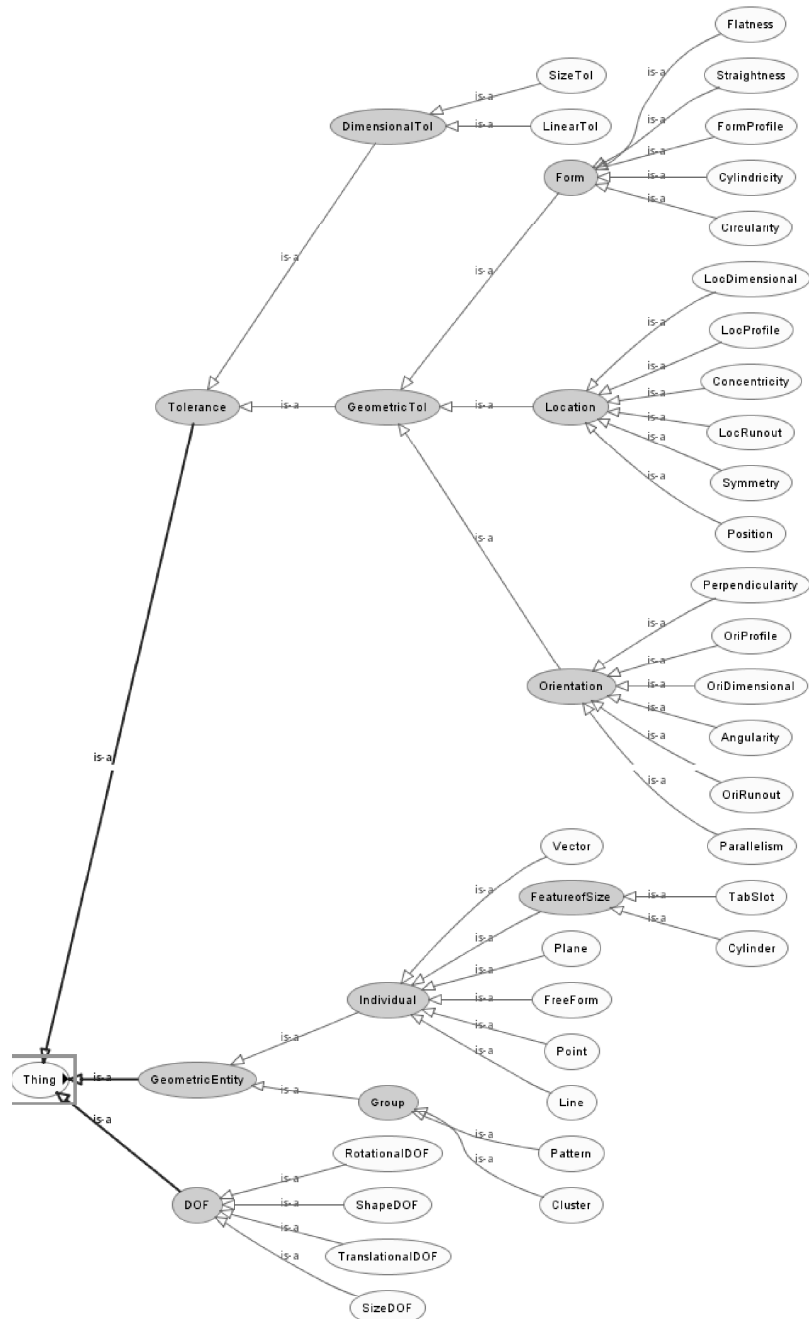 Flatness
is-a
SizeTol
Straightness
is-a
is-a
DimensionalTol
is-a
LinearTol
FormProfile
is-a
Form
is-a
Cylindricity
is-a
Circularity
is-a
is-a
LocDimensional
is-a
LocProfile
is-a
Concentricity
Tolerance
is-a
GeometricTol
is-a
Location
is-a
LocRunout
is-a
Symmetry
is-a
Position
is-a
Perpendicularity
is-a
OriProfile
is-a
Orientation
is-a
OriDimensional
is-a
Angularity
is-a
is-a
is-a
OriRunout
Vector
Parallelism
is-a
FeatureofSize
is-a
TabSlot
is-a
is-a
Plane
Cylinder
is-a
Individual
is-a
FreeForm
is-a
is-a
Point
is-a
Thing
is-a
GeometricEntity
is-a
Group
Line
is-a
is-a
RotationalDOF
Pattern
is-a
is-a
DOF
is-a
ShapeDOF
Cluster
is-a
TranslationalDOF
is-a
SizeDOF